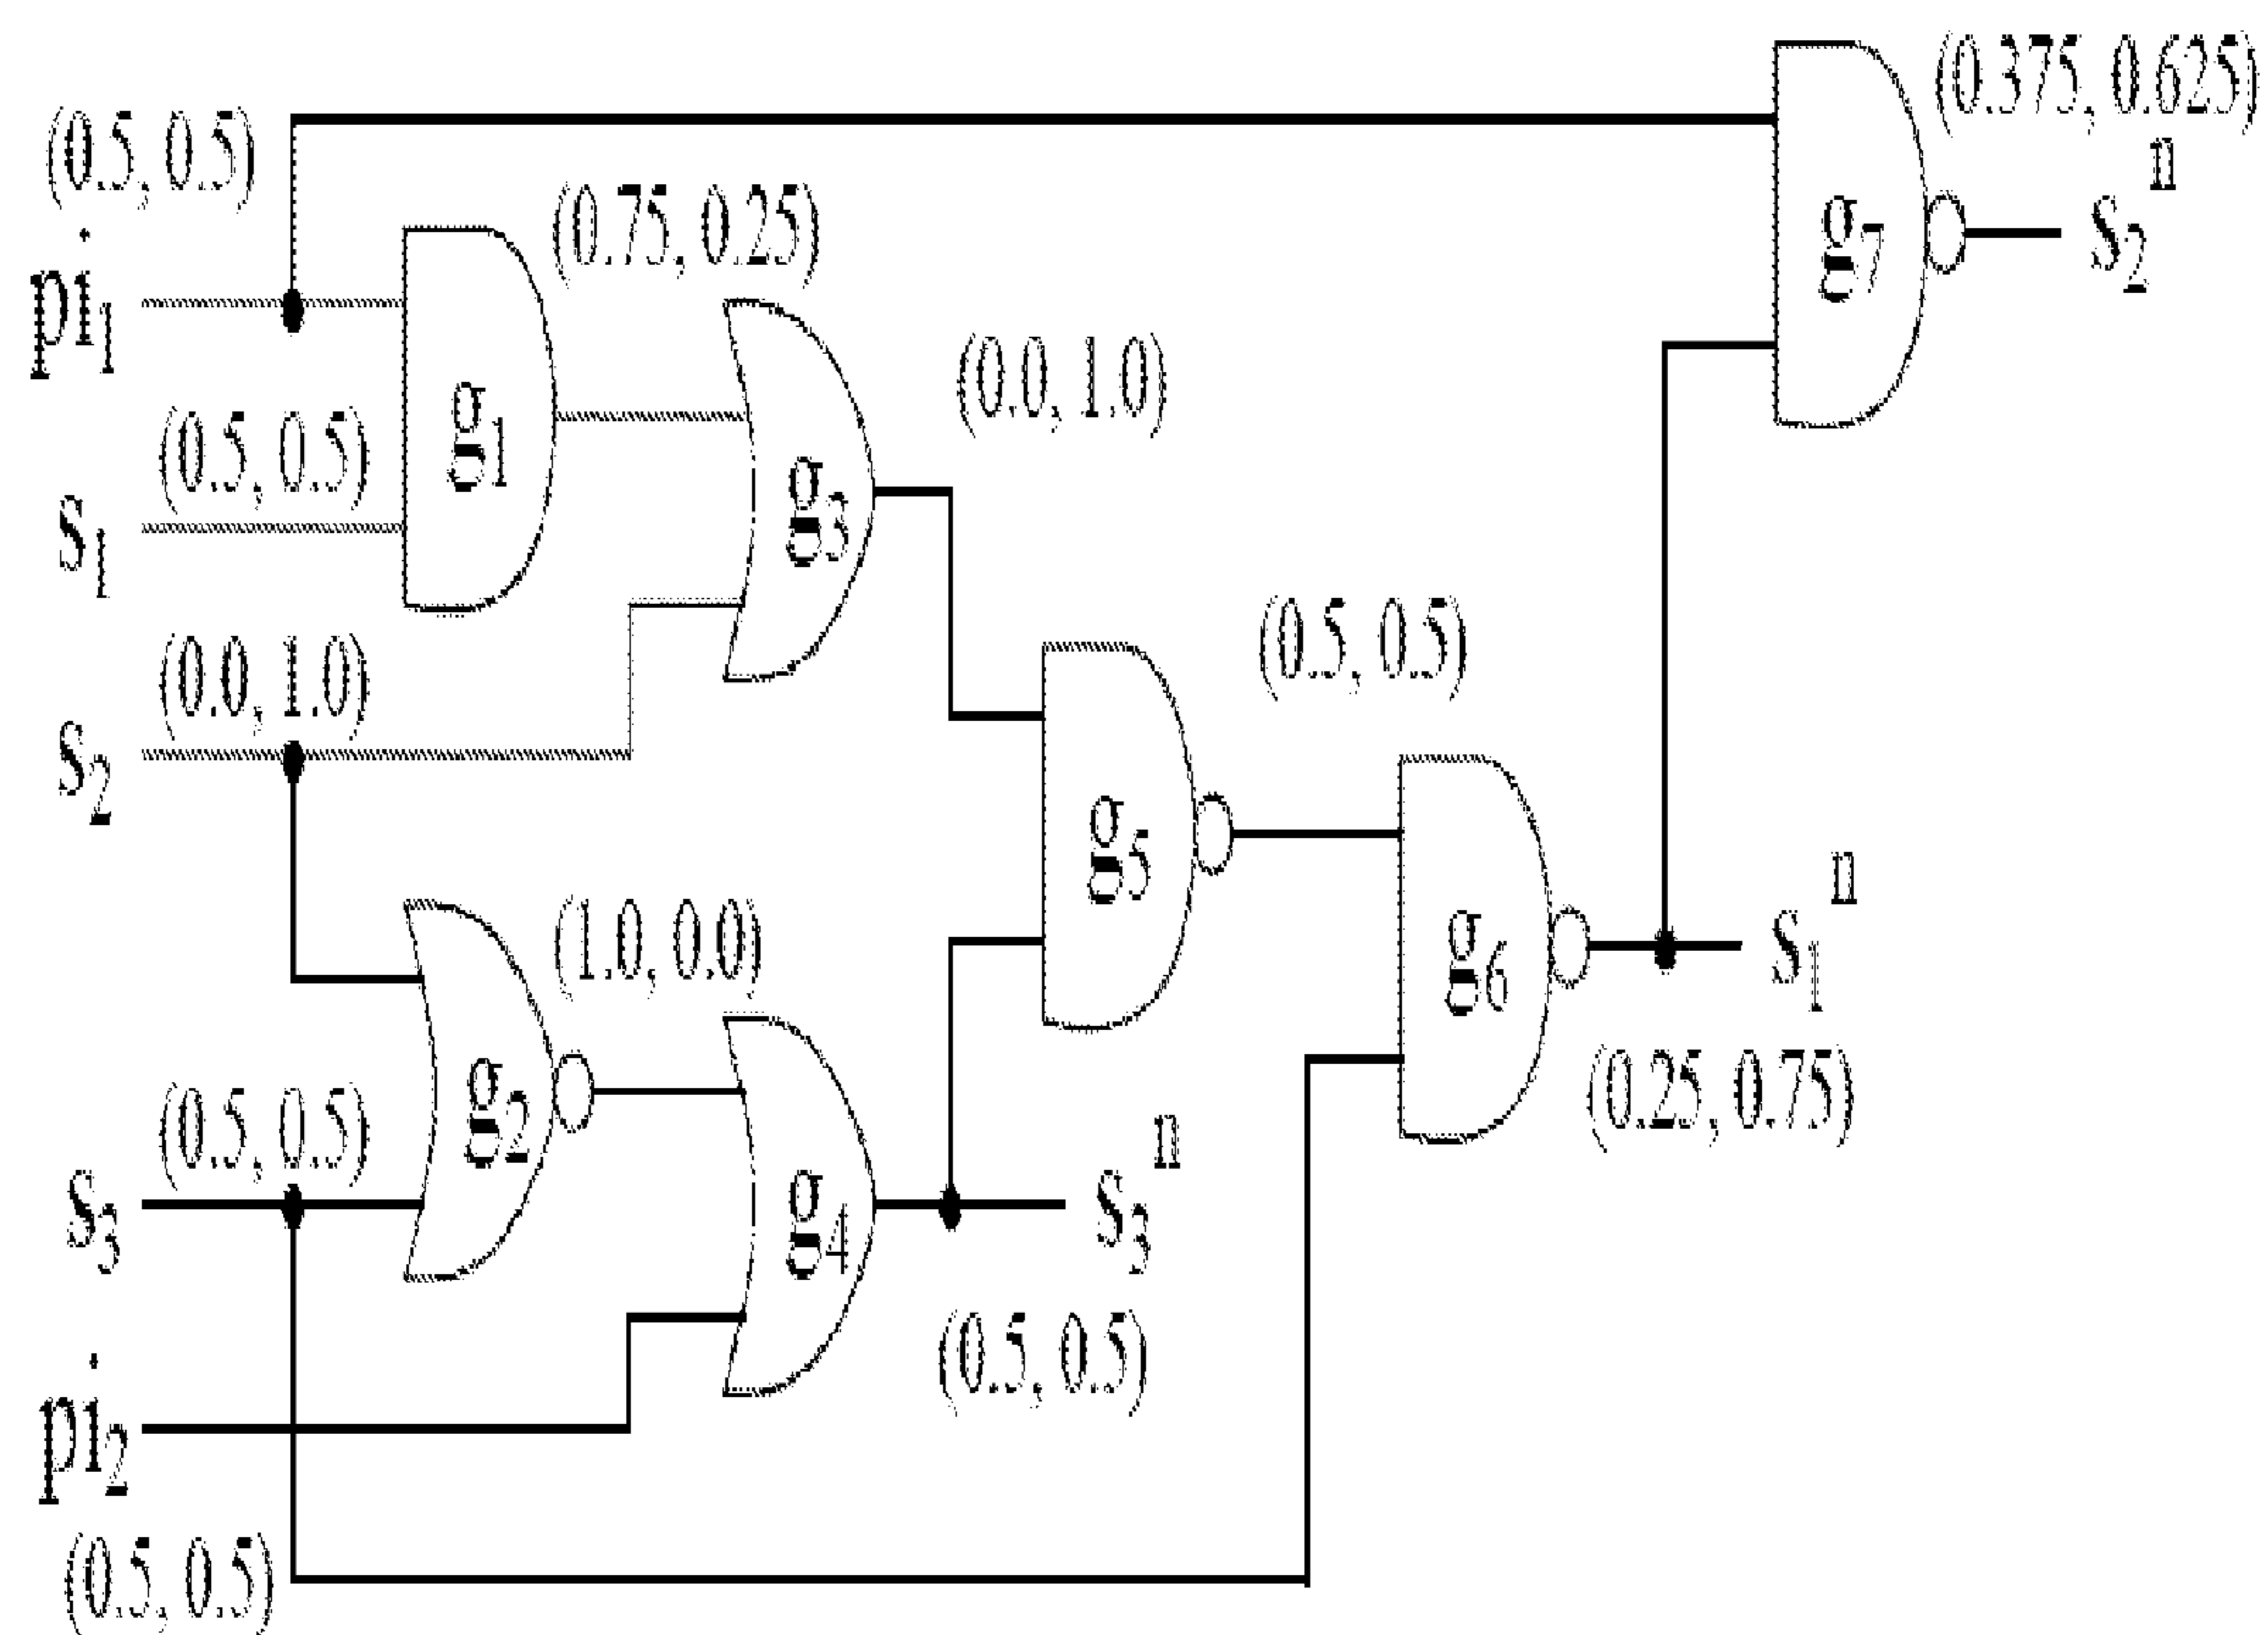 (0.375, 0.625)
s2^n
(0.5, 0.5)
pi1
(0.75, 0.25)
g7
(0.0, 1.0)
(0.5, 0.5)
g1
s1
g3
(0.0, 1.0)
s2
(0.5, 0.5)
g5
(1.0, 0.0)
g6
s1^n
(0.25, 0.75)
g2
(0.5, 0.5)
s3
g4
s3^n
(0.5, 0.5)
pi2
(0.5, 0.5)